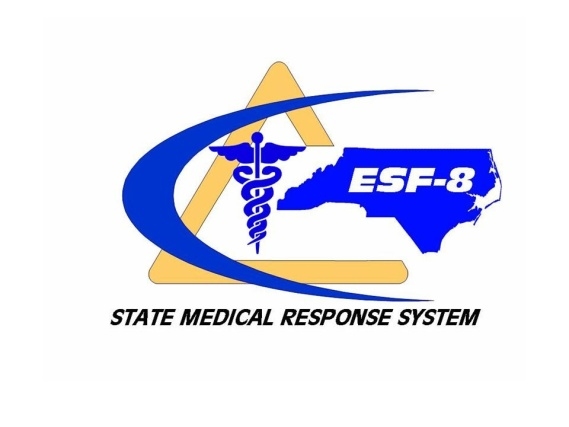 ESF-8
STATE MEDICAL RESPONSE SYSTEM